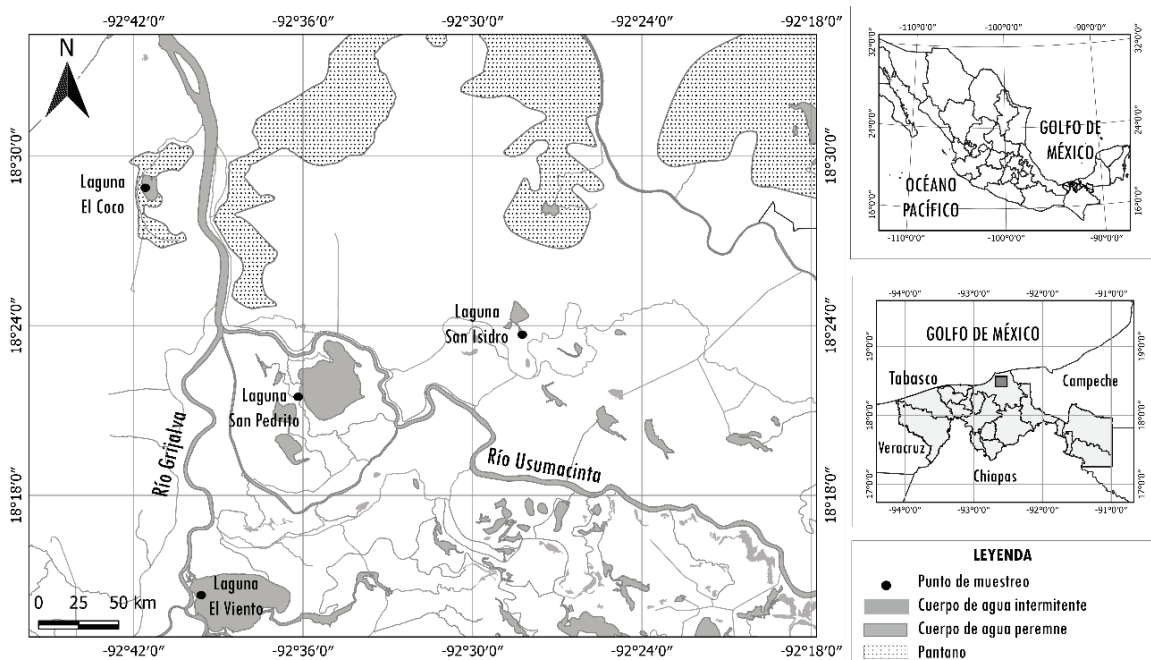 -92°42'0" -92°36'0" -92°30'0" -92°24'0" -92°18'0"
N
18°30'0"
18°24'0"
18°18'0"
Laguna
El Coco
Laguna
San Isidro
Laguna
San Pedrito
Río Grijalva
Río Usumacinta
Laguna
El Viento
0 25 50 km
18°30'0"
18°24'0"
18°18'0"
-92°42'0" -92°36'0" -92°30'0" -92°24'0" -92°18'0"
-110°0'0" -100°0'0" -90°0'0"
32°0'0"
24°0'0"
16°0'0"
GOLFO DE
MÉXICO
OCÉANO
PACÍFICO
32°0'0"
24°0'0"
16°0'0"
-110°0'0" -100°0'0" -90°0'0"
-94°0'0" -93°0'0" -92°0'0" -91°0'0"
19°0'0"
18°0'0"
17°0'0"
GOLFO DE MÉXICO
Tabasco
Campeche
Veracruz
Chiapas
19°0'0"
18°0'0"
17°0'0"
-94°0'0" -93°0'0" -92°0'0" -91°0'0"
LEYENDA
Punto de muestreo
Cuerpo de agua intermitente
Cuerpo de agua peremne
Pantano